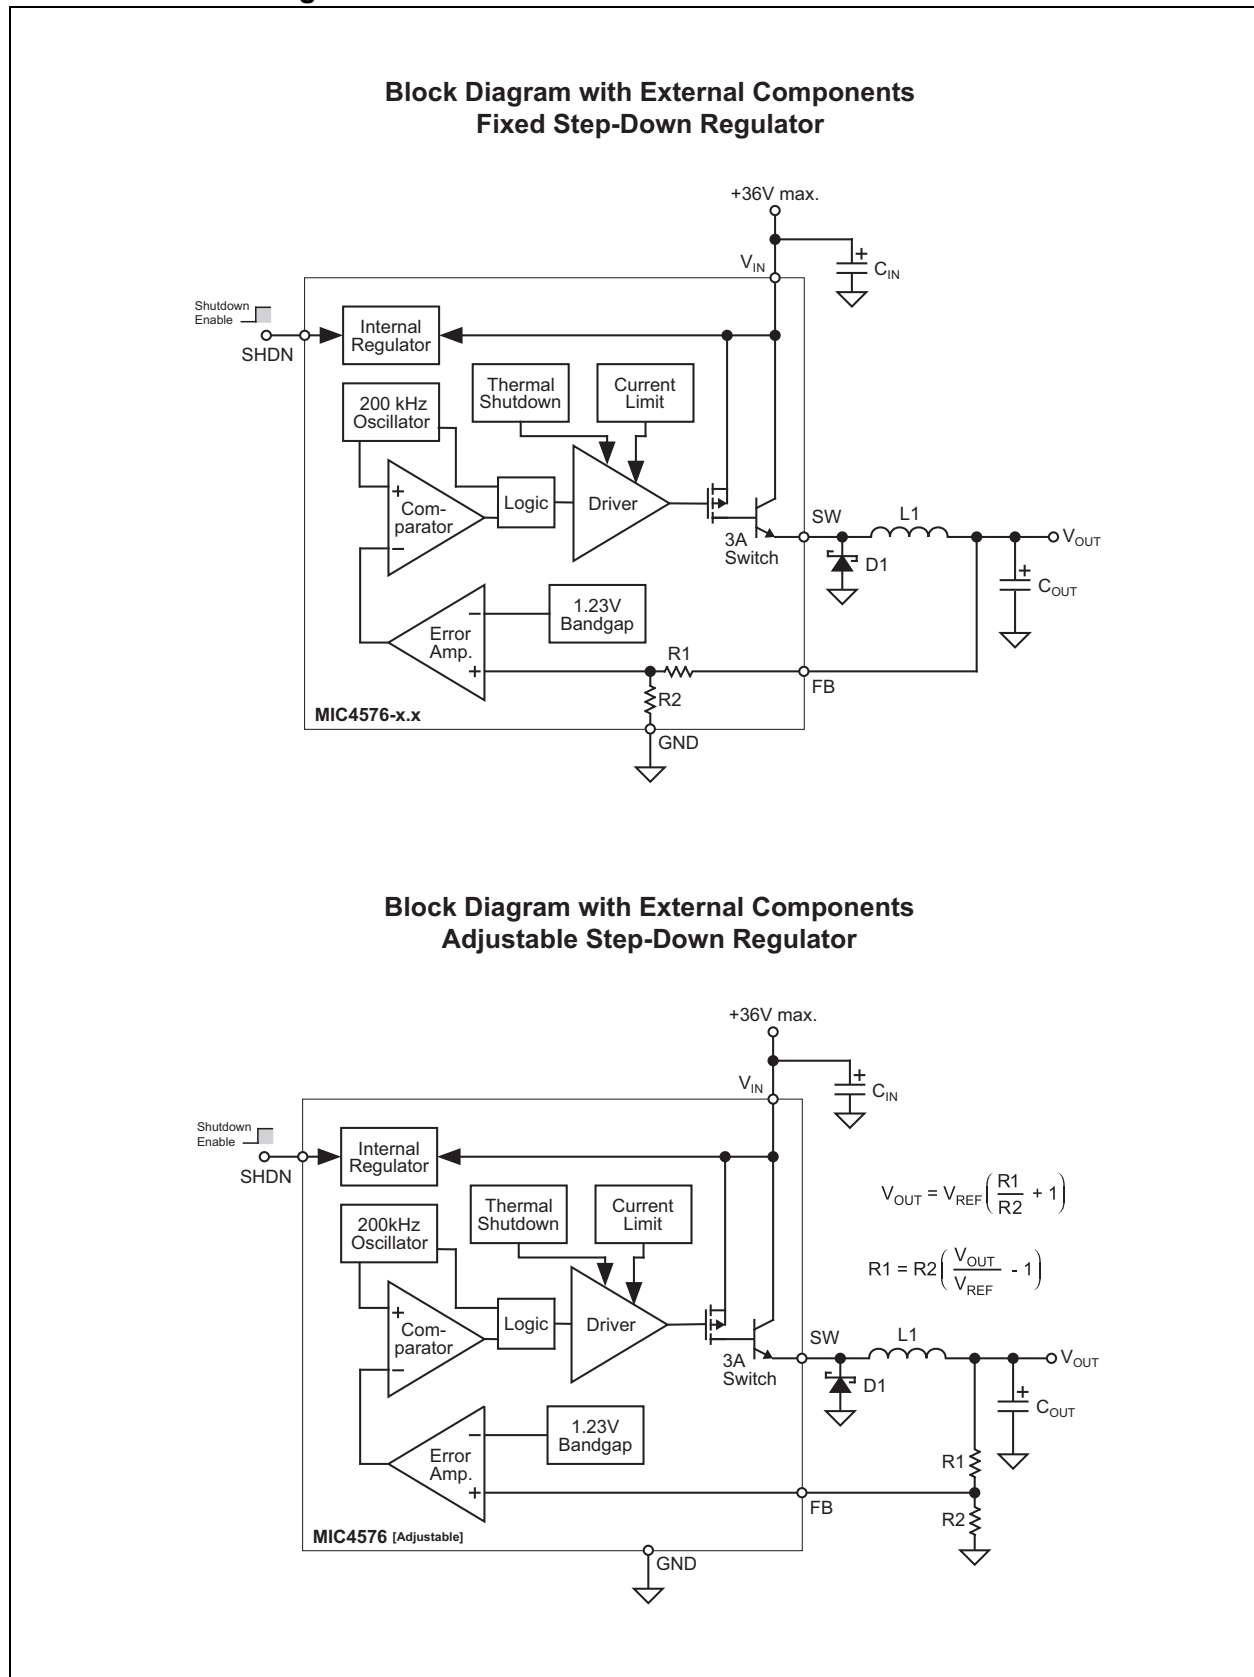 Block Diagram with External Components
Fixed Step-Down Regulator
+36V max.
VIN
CIN
Shutdown
Enable
SHDN
Internal
Regulator
Thermal
Shutdown
Current
Limit
200 kHz
Oscillator
+
Com-
parator
−
Logic
Driver
3A
Switch
SW
L1
VOUT
D1
+
COUT
−
Error
Amp.
+
1.23V
Bandgap
R1
R2
FB
MIC4576-x.x
GND
Block Diagram with External Components
Adjustable Step-Down Regulator
+36V max.
VIN
+
CIN
Shutdown
Enable
SHDN
Internal
Regulator
VOUT = VREF(R1/R2 + 1)
Thermal
Shutdown
Current
Limit
200kHz
Oscillator
R1 = R2(VOUT/VREF - 1)
+
Com-
parator
−
Logic
Driver
3A
Switch
SW
L1
VOUT
D1
+
COUT
−
Error
Amp.
+
1.23V
Bandgap
R1
FB
R2
MIC4576 [Adjustable]
GND